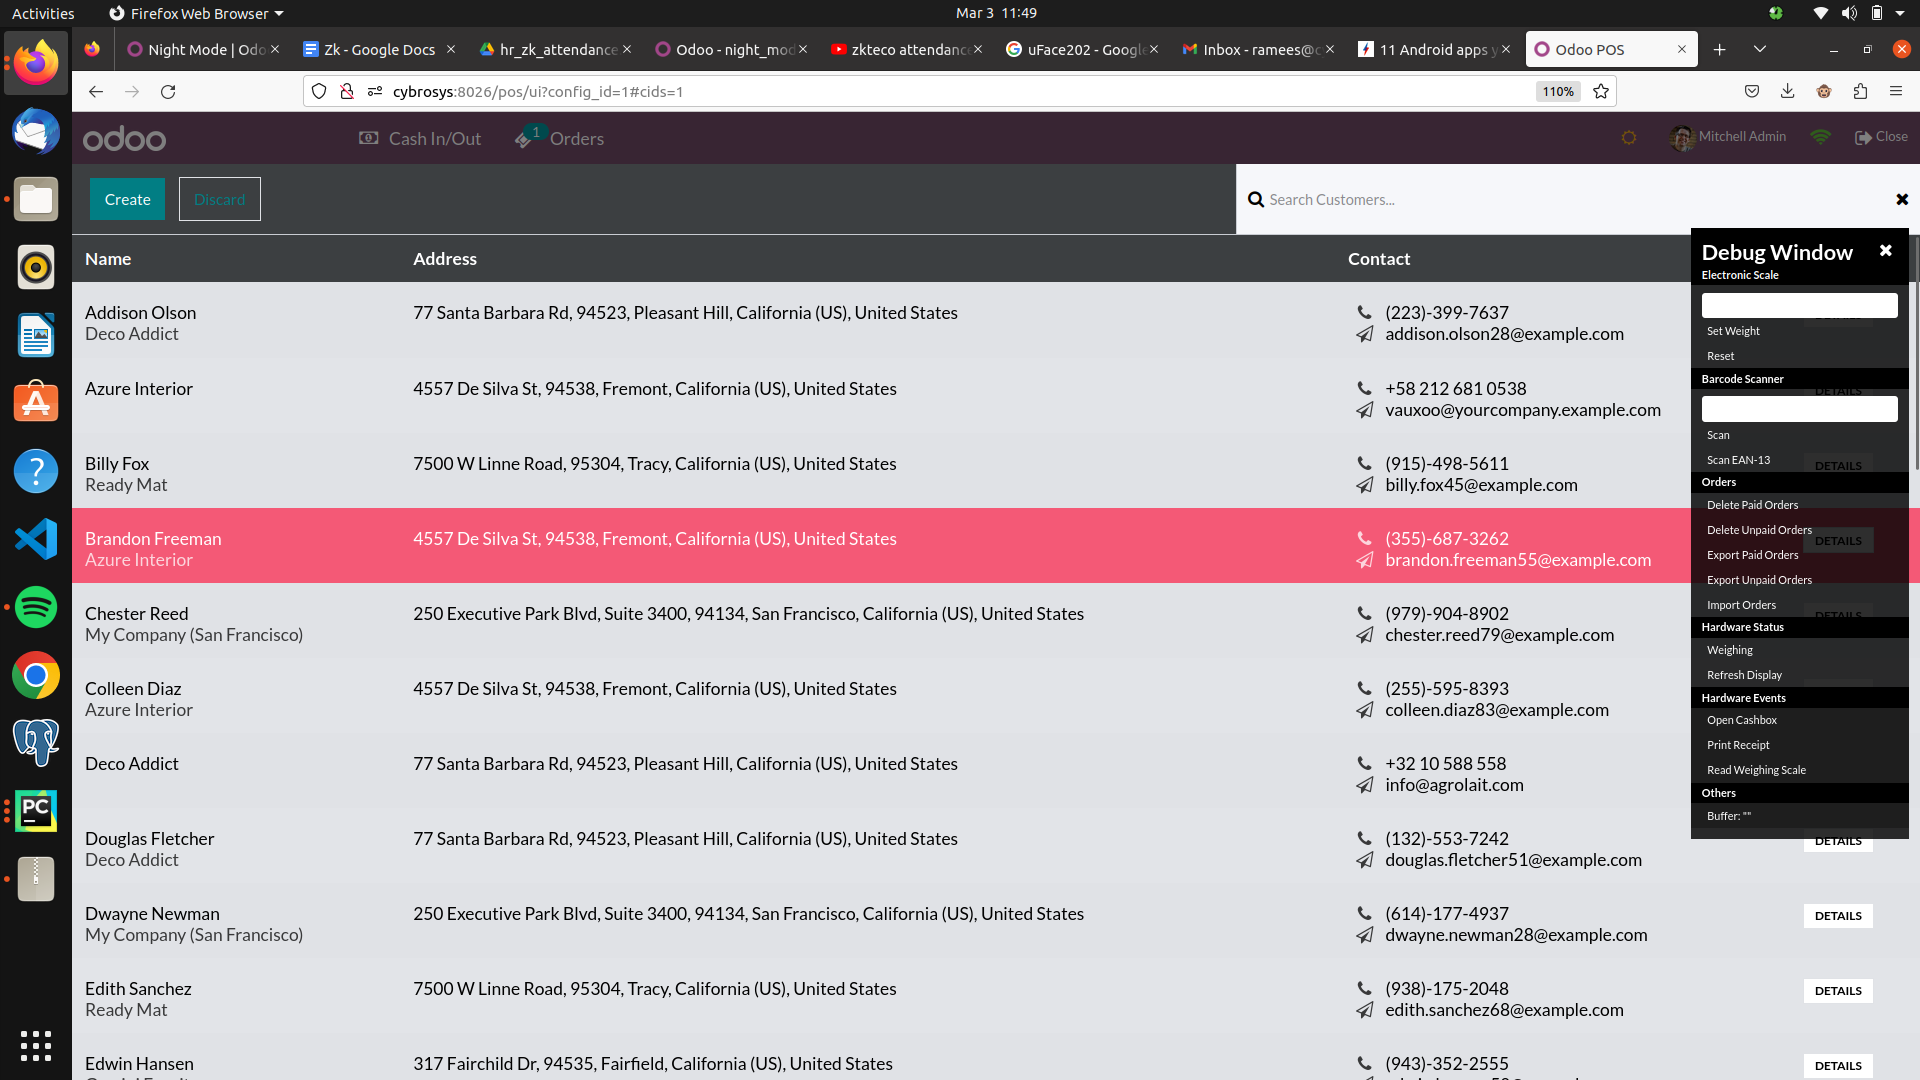 Activities
Firefox Web Browser
Mar 3 11:49
Night Mode | Odo
Zk - Google Docs
hr_zk_attendance
Odoo - night_mod
zkteco attendanc
uFace202 - Googl
Inbox - ramees@c
11 Android apps y
Odoo POS
cybrosys:8026/pos/ui?config_id=1#cids=1
110%
odoo
Cash In/Out
1
Orders
Mitchell Admin
Close
Create
Discard
Search Customers...
Name
Address
Contact
Addison Olson
77 Santa Barbara Rd, 94523, Pleasant Hill, California (US), United States
(223)-399-7637
Deco Addict
addison.olson28@example.com
Azure Interior
4557 De Silva St, 94538, Fremont, California (US), United States
+58 212 681 0538
vauxoo@yourcompany.example.com
Billy Fox
7500 W Linne Road, 95304, Tracy, California (US), United States
(915)-498-5611
Ready Mat
billy.fox45@example.com
Brandon Freeman
4557 De Silva St, 94538, Fremont, California (US), United States
(355)-687-3262
Azure Interior
brandon.freeman55@example.com
Chester Reed
250 Executive Park Blvd, Suite 3400, 94134, San Francisco, California (US), United States
(979)-904-8902
My Company (San Francisco)
chester.reed79@example.com
Colleen Diaz
4557 De Silva St, 94538, Fremont, California (US), United States
(255)-595-8393
Azure Interior
colleen.diaz83@example.com
Deco Addict
77 Santa Barbara Rd, 94523, Pleasant Hill, California (US), United States
+32 10 588 558
info@agrolait.com
Douglas Fletcher
77 Santa Barbara Rd, 94523, Pleasant Hill, California (US), United States
(132)-553-7242
Deco Addict
douglas.fletcher51@example.com
DETAILS
Dwayne Newman
250 Executive Park Blvd, Suite 3400, 94134, San Francisco, California (US), United States
(614)-177-4937
My Company (San Francisco)
dwayne.newman28@example.com
DETAILS
Edith Sanchez
7500 W Linne Road, 95304, Tracy, California (US), United States
(938)-175-2048
Ready Mat
edith.sanchez68@example.com
DETAILS
Edwin Hansen
317 Fairchild Dr, 94535, Fairfield, California (US), United States
(943)-352-2555
DETAILS
Debug Window
Electronic Scale
Set Weight
Reset
Barcode Scanner
DETAILS
Scan
Scan EAN-13
DETAILS
Orders
Delete Paid Orders
Delete Unpaid Orders
DETAILS
Export Paid Orders
Export Unpaid Orders
Import Orders
DETAILS
Hardware Status
Weighing
Refresh Display
Hardware Events
Open Cashbox
Print Receipt
Read Weighing Scale
Others
Buffer: ""
PC